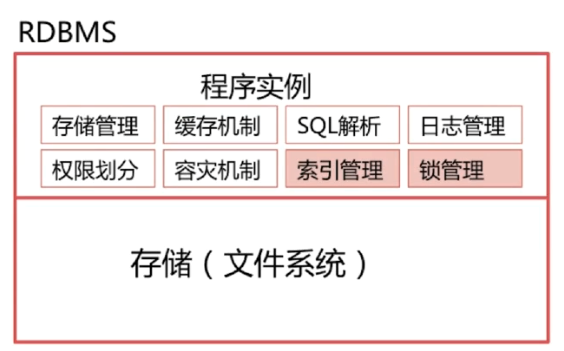 RDBMS
程序实例
存储管理 缓存机制 SQL解析 日志管理
权限划分 容灾机制 索引管理 锁管理
存储（文件系统）